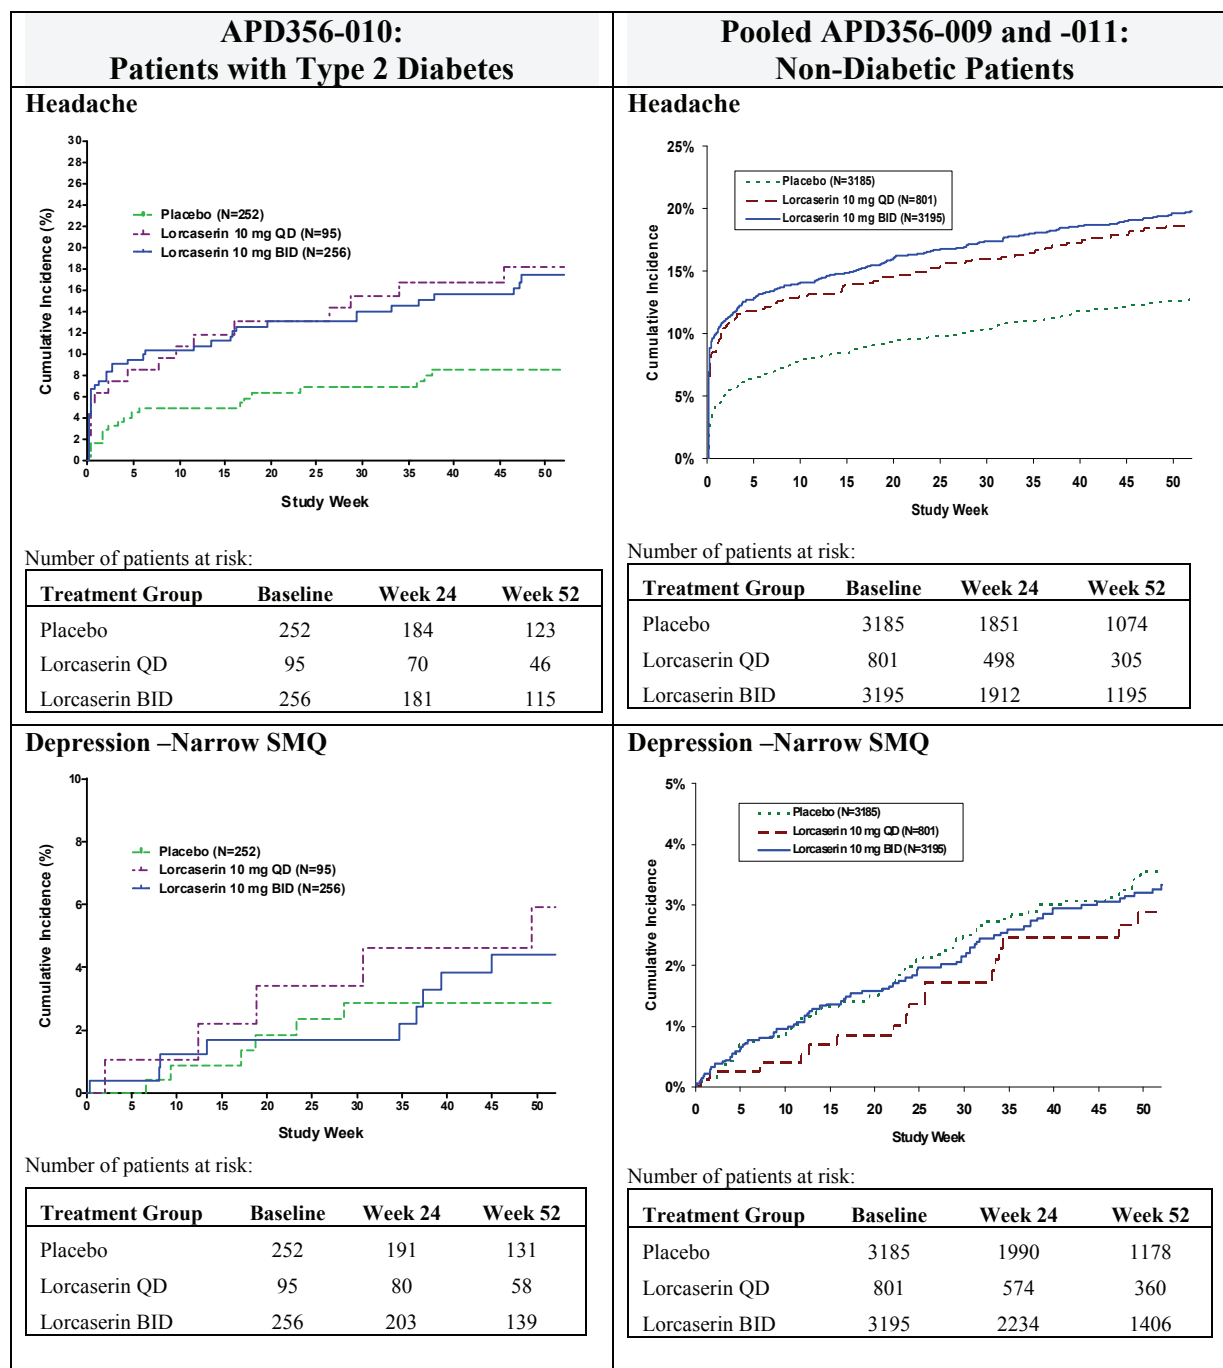 APD356-010:
Patients with Type 2 Diabetes
Pooled APD356-009 and -011:
Non-Diabetic Patients
Headache
30
28
26
24
22
20
18
16
14
12
10
8
6
4
2
0
Cumulative Incidence (%)
Placebo (N=252)
Lorcaserin 10 mg QD (N=95)
Lorcaserin 10 mg BID (N=256)
0 5 10 15 20 25 30 35 40 45 50
Study Week
Number of patients at risk:
Treatment Group Baseline Week 24 Week 52
Placebo 252 184 123
Lorcaserin QD 95 70 46
Lorcaserin BID 256 181 115
Headache
25%
20%
15%
10%
5%
0%
Cumulative Incidence
Placebo (N=3185)
Lorcaserin 10 mg QD (N=801)
Lorcaserin 10 mg BID (N=3195)
0 5 10 15 20 25 30 35 40 45 50
Study Week
Number of patients at risk:
Treatment Group Baseline Week 24 Week 52
Placebo 3185 1851 1074
Lorcaserin QD 801 498 305
Lorcaserin BID 3195 1912 1195
Depression –Narrow SMQ
10
8
6
4
2
0
Cumulative Incidence (%)
Placebo (N=252)
Lorcaserin 10 mg QD (N=95)
Lorcaserin 10 mg BID (N=256)
0 5 10 15 20 25 30 35 40 45 50
Study Week
Number of patients at risk:
Treatment Group Baseline Week 24 Week 52
Placebo 252 191 131
Lorcaserin QD 95 80 58
Lorcaserin BID 256 203 139
Depression –Narrow SMQ
5%
4%
3%
2%
1%
0%
Cumulative Incidence
Placebo (N=3185)
Lorcaserin 10 mg QD (N=801)
Lorcaserin 10 mg BID (N=3195)
0 5 10 15 20 25 30 35 40 45 50
Study Week
Number of patients at risk:
Treatment Group Baseline Week 24 Week 52
Placebo 3185 1990 1178
Lorcaserin QD 801 574 360
Lorcaserin BID 3195 2234 1406